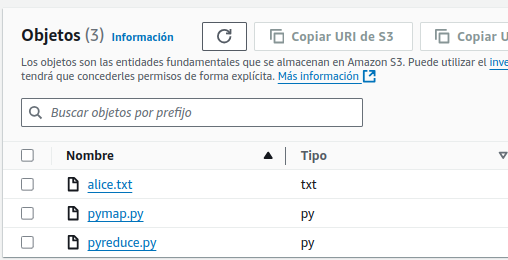 Objetos (3) Información Copiar URI de S3 Copiar U
Los objetos son las entidades fundamentales que se almacenan en Amazon S3. Puede utilizar el inve
tendrá que concederles permisos de forma explícita. Más información
Buscar objetos por prefijo
Nombre Tipo
alice.txt txt
pymap.py py
pyreduce.py py